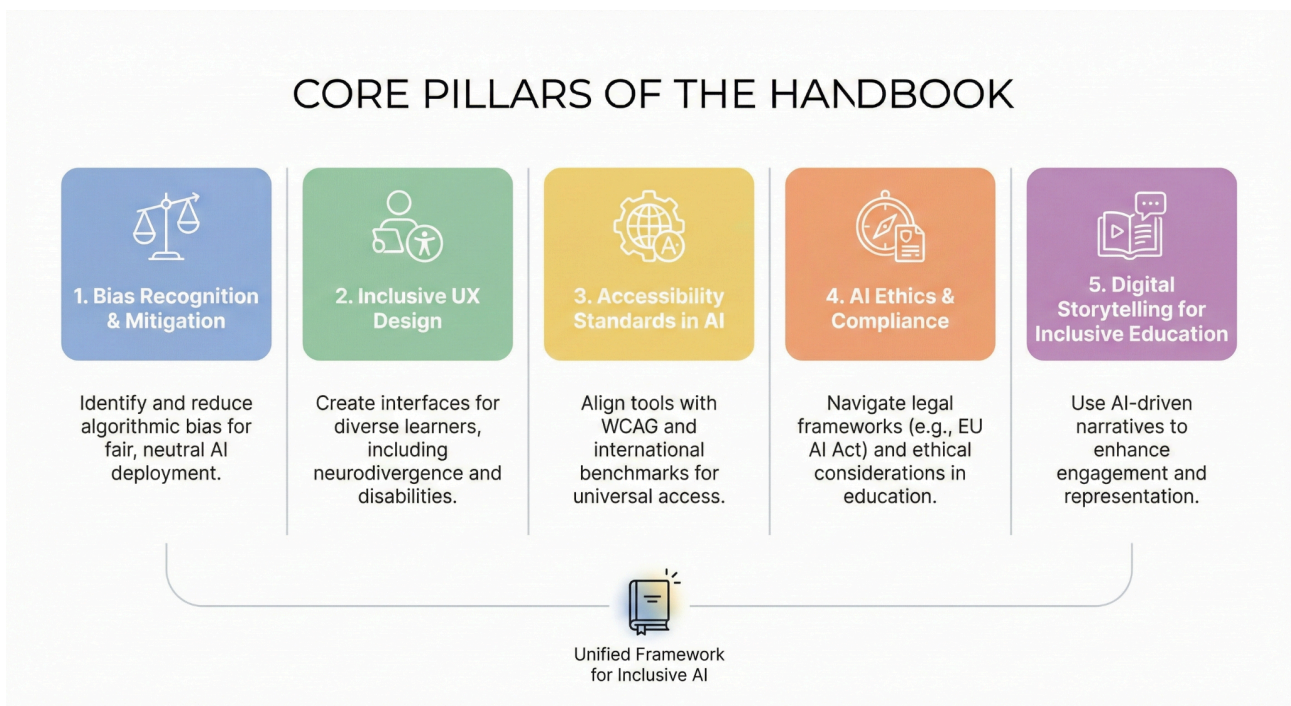 CORE PILLARS OF THE HANDBOOK
1. Bias Recognition
& Mitigation
Identify and reduce
algorithmic bias for
fair, neutral AI
deployment.
2. Inclusive UX
Design
Create interfaces for
diverse learners,
including
neurodivergence and
disabilities.
A+
3. Accessibility
Standards in AI
Align tools with
WCAG and
international
benchmarks for
universal access.
4. AI Ethics &
Compliance
Navigate legal
frameworks (e.g., EU
AI Act) and ethical
considerations in
education.
5. Digital
Storytelling for
Inclusive Education
Use AI-driven
narratives to
enhance
engagement and
representation.
Unified Framework
for Inclusive AI